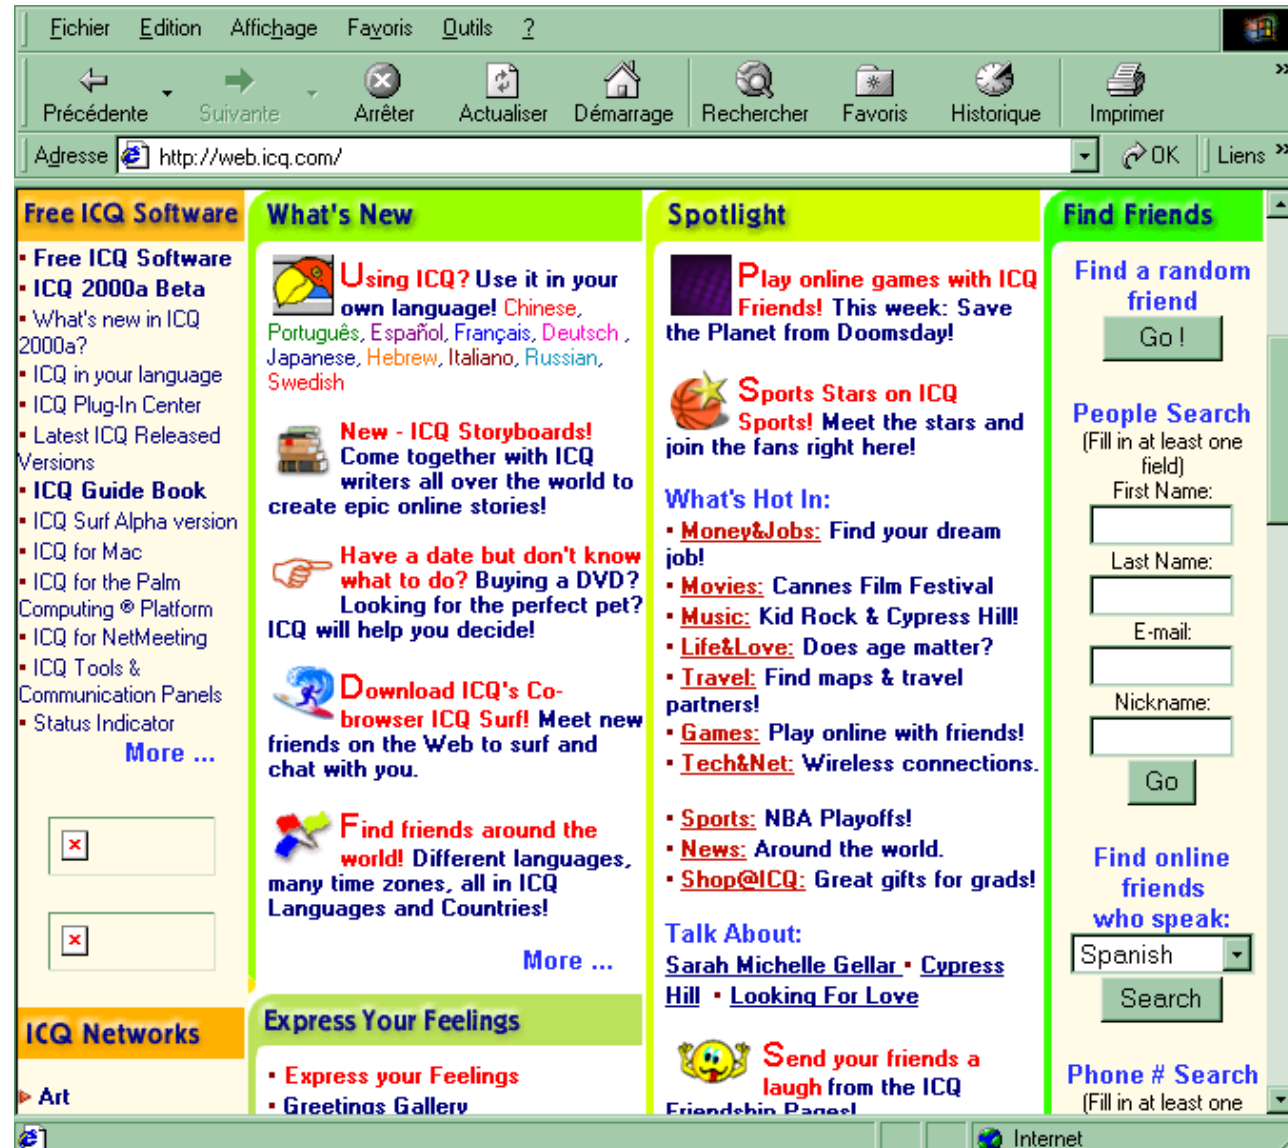 Fichier Edition Affichage Favoris Outils ?
Précédente Suivante Arrêter Actualiser Démarrage Rechercher Favoris Historique Imprimer »
Adresse http://web.icq.com/ OK Liens »
Free ICQ Software
• Free ICQ Software
• ICQ 2000a Beta
• What's new in ICQ
2000a?
• ICQ in your language
• ICQ Plug-In Center
• Latest ICQ Released
Versions
• ICQ Guide Book
• ICQ Surf Alpha version
• ICQ for Mac
• ICQ for the Palm
Computing ® Platform
• ICQ for NetMeeting
• ICQ Tools &
Communication Panels
• Status Indicator
More ...
ICQ Networks
Art
What's New
Using ICQ? Use it in your
own language! Chinese,
Português, Español, Français, Deutsch ,
Japanese, Hebrew, Italiano, Russian,
Swedish
New - ICQ Storyboards!
Come together with ICQ
writers all over the world to
create epic online stories!
Have a date but don't know
what to do? Buying a DVD?
Looking for the perfect pet?
ICQ will help you decide!
Download ICQ's Co-
browser ICQ Surf! Meet new
friends on the Web to surf and
chat with you.
Find friends around the
world! Different languages,
many time zones, all in ICQ
Languages and Countries!
More ...
Express Your Feelings
• Express your Feelings
• Greetings Gallery
Spotlight
Play online games with ICQ
Friends! This week: Save
the Planet from Doomsday!
Sports Stars on ICQ
Sports! Meet the stars and
join the fans right here!
What's Hot In:
• Money&Jobs: Find your dream
job!
• Movies: Cannes Film Festival
• Music: Kid Rock & Cypress Hill!
• Life&Love: Does age matter?
• Travel: Find maps & travel
partners!
• Games: Play online with friends!
• Tech&Net: Wireless connections.
• Sports: NBA Playoffs!
• News: Around the world.
• Shop@ICQ: Great gifts for grads!
Talk About:
Sarah Michelle Gellar • Cypress
Hill • Looking For Love
Send your friends a
laugh from the ICQ
Friendship Pages!
Find Friends
Find a random
friend
Go !
People Search
(Fill in at least one
field)
First Name:
Last Name:
E-mail:
Nickname:
Go
Find online
friends
who speak:
Spanish
Search
Phone # Search
(Fill in at least one
Internet